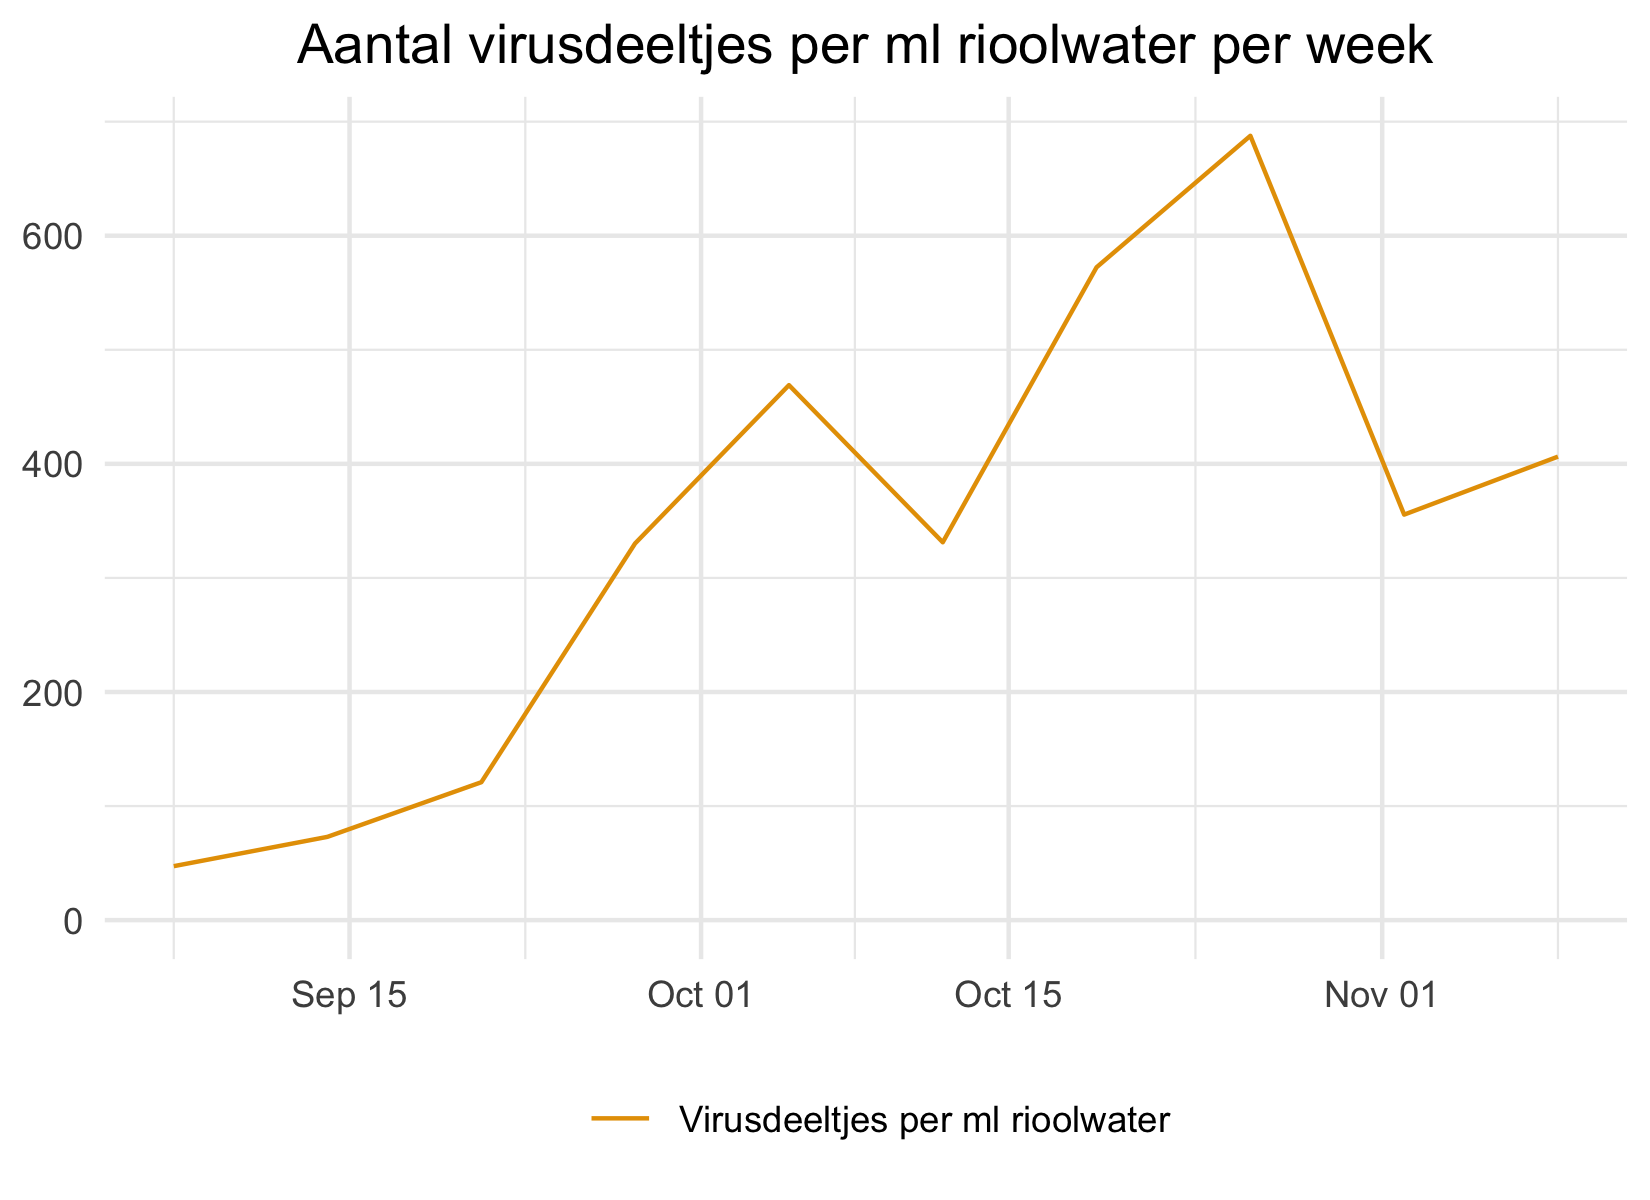 Aantal virusdeeltjes per ml rioolwater per week
600
400
200
0
Sep 15 Oct 01 Oct 15 Nov 01
Virusdeeltjes per ml rioolwater